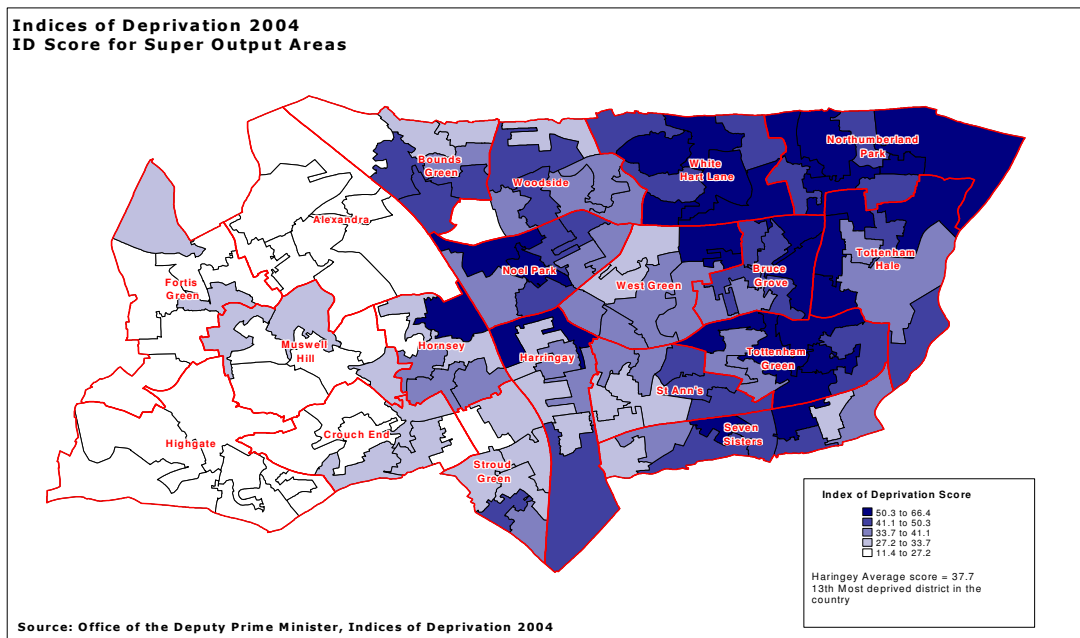 Indices of Deprivation 2004
ID Score for Super Output Areas
Northumberland
Park
Bounds
Green
White
Hart Lane
Woodside
Alexandra
Tottenham
Hale
Noel Park
Bruce
Grove
Fortis
Green
West Green
Muswell
Hill
Hornsey
Harringay
Tottenham
Green
St Ann's
Seven
Sisters
Highgate
Crouch End
Stroud
Green
Index of Deprivation Score
50.3 to 66.4
41.1 to 50.3
33.7 to 41.1
27.2 to 33.7
11.4 to 27.2
Haringey Average score = 37.7
13th Most deprived district in the
country
Source: Office of the Deputy Prime Minister, Indices of Deprivation 2004